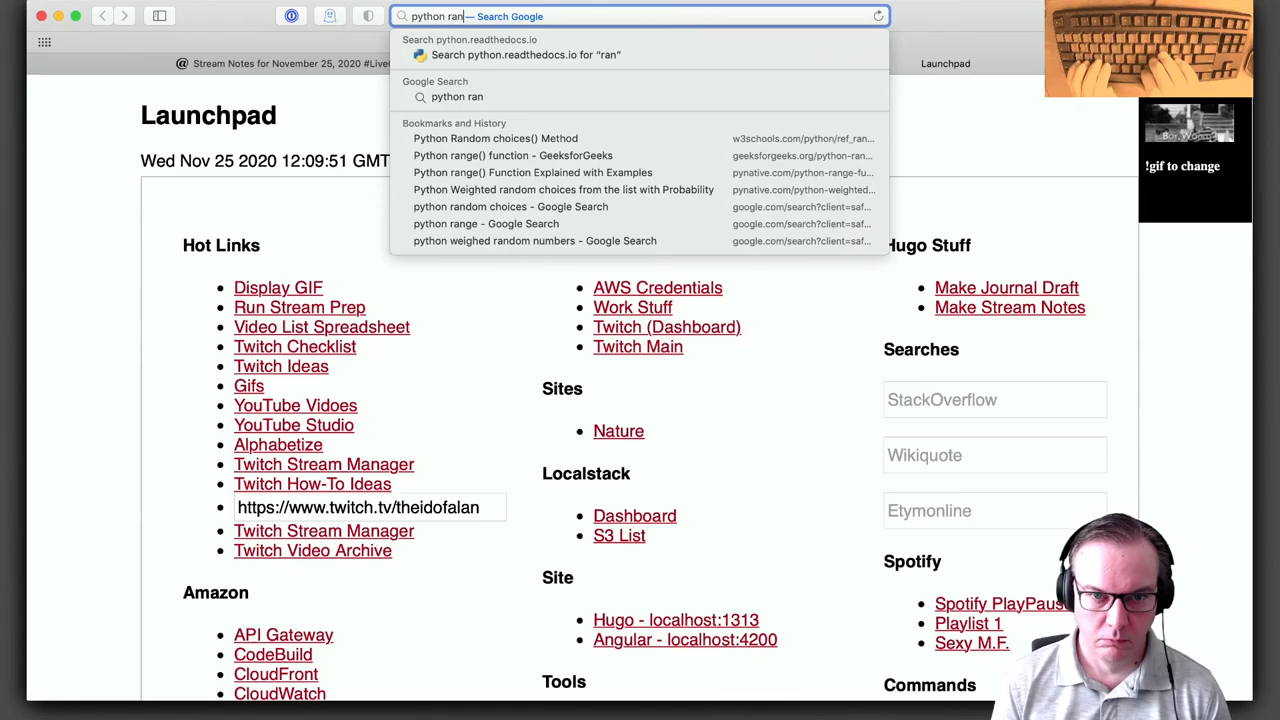 python ran — Search Google
Search python.readthedocs.io
Search python.readthedocs.io for “ran”
Google Search
python ran
Bookmarks and History
Python Random choices() Method w3schools.com/python/ref_ran...
Python range() function - GeeksforGeeks geeksforgeeks.org/python-ran...
Python range() Function Explained with Examples pynative.com/python-range-fu...
Python Weighted random choices from the list with Probability pynative.com/python-weighted...
python random choices - Google Search google.com/search?client=saf...
python range - Google Search google.com/search?client=saf...
python weighed random numbers - Google Search google.com/search?client=saf...
@ Stream Notes for November 25, 2020 #Live
Launchpad
!gif to change
Launchpad
Wed Nov 25 2020 12:09:51 GMT
Hot Links
Display GIF
Run Stream Prep
Video List Spreadsheet
Twitch Checklist
Twitch Ideas
Gifs
YouTube Vidoes
YouTube Studio
Alphabetize
Twitch Stream Manager
Twitch How-To Ideas
https://www.twitch.tv/theidofalan
Twitch Stream Manager
Twitch Video Archive
Amazon
API Gateway
CodeBuild
CloudFront
CloudWatch
AWS Credentials
Work Stuff
Twitch (Dashboard)
Twitch Main
Sites
Nature
Localstack
Dashboard
S3 List
Site
Hugo - localhost:1313
Angular - localhost:4200
Tools
Hugo Stuff
Make Journal Draft
Make Stream Notes
Searches
StackOverflow
Wikiquote
Etymonline
Spotify
Spotify PlayPaus
Playlist 1
Sexy M.F.
Commands